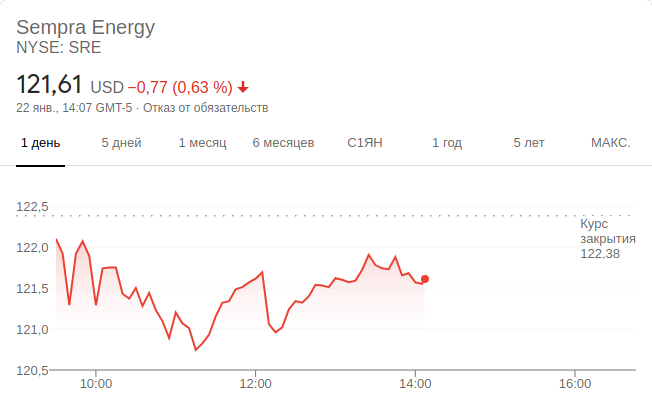 Sempra Energy
NYSE: SRE
121,61 USD −0,77 (0,63 %)
22 янв., 14:07 GMT-5 · Отказ от обязательств
1 день 5 дней 1 месяц 6 месяцев С1ЯН 1 год 5 лет МАКС.
122,5
Курс
закрытия
122,38
122,0
121,5
121,0
120,5
10:00 12:00 14:00 16:00